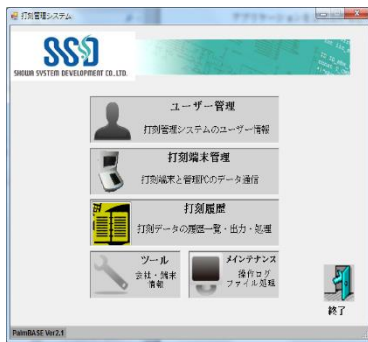 打刻管理システム
SSD
SHOWA SYSTEM DEVELOPMENT CO.,LTD.
ユーザー管理
打刻管理システムのユーザー情報
打刻端末管理
打刻端末と管理PCのデータ通信
打刻履歴
打刻データの履歴一覧・出力・処理
ツール
会社・端末
情報
メインテナンス
操作ログ
ファイル処理
終了
PalmBASE Ver2.1